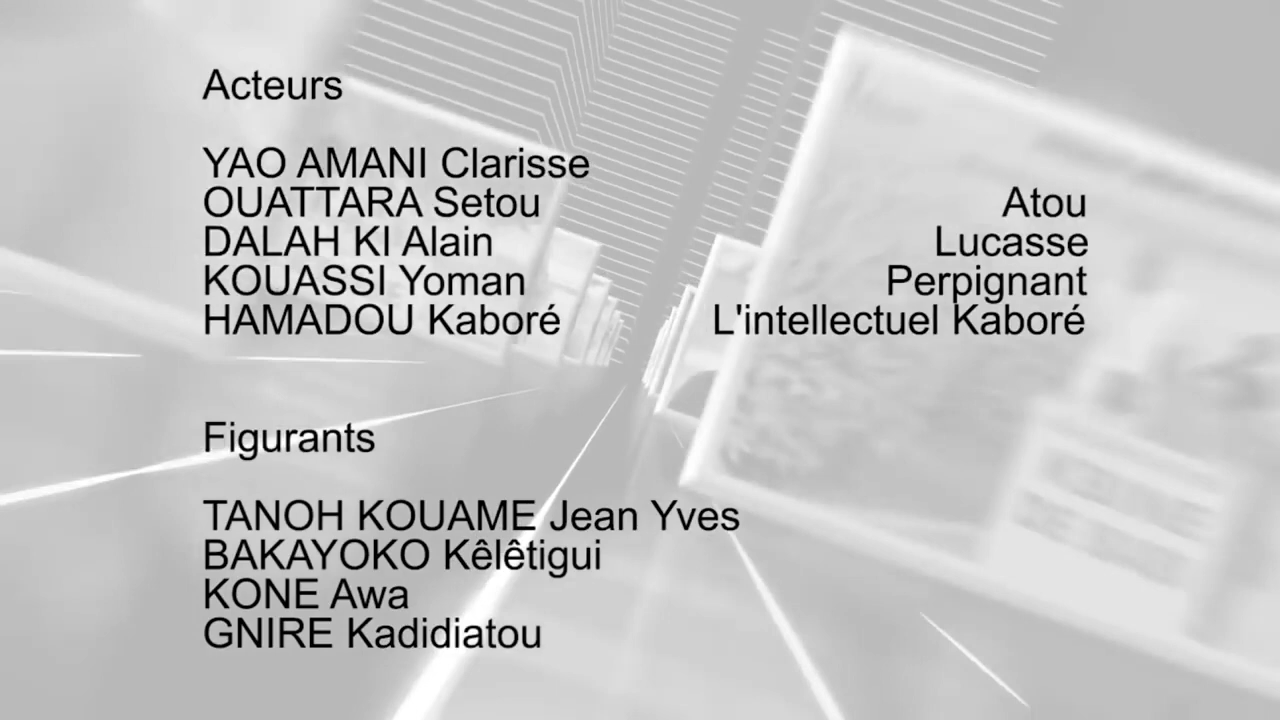 Acteurs
YAO AMANI Clarisse
OUATTARA Setou Atou
DALAH KI Alain Lucasse
KOUASSI Yoman Perpignant
HAMADOU Kaboré L'intellectuel Kaboré
Figurants
TANOH KOUAME Jean Yves
BAKAYOKO Kêlêtigui
KONE Awa
GNIRE Kadidiatou